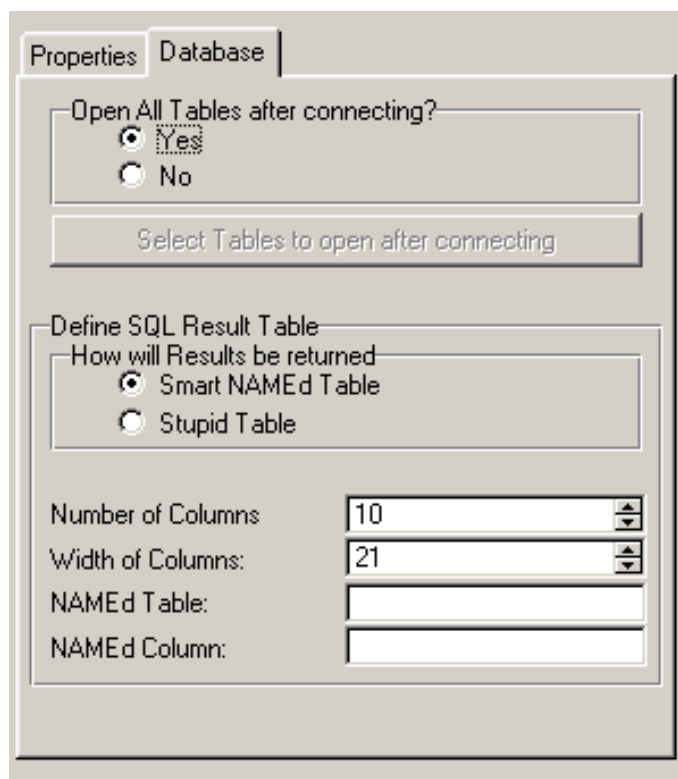 Properties Database
Open All Tables after connecting?
Yes
No
Select Tables to open after connecting
Define SQL Result Table
How will Results be returned
Smart NAMEd Table
Stupid Table
Number of Columns 10
Width of Columns: 21
NAMEd Table:
NAMEd Column: